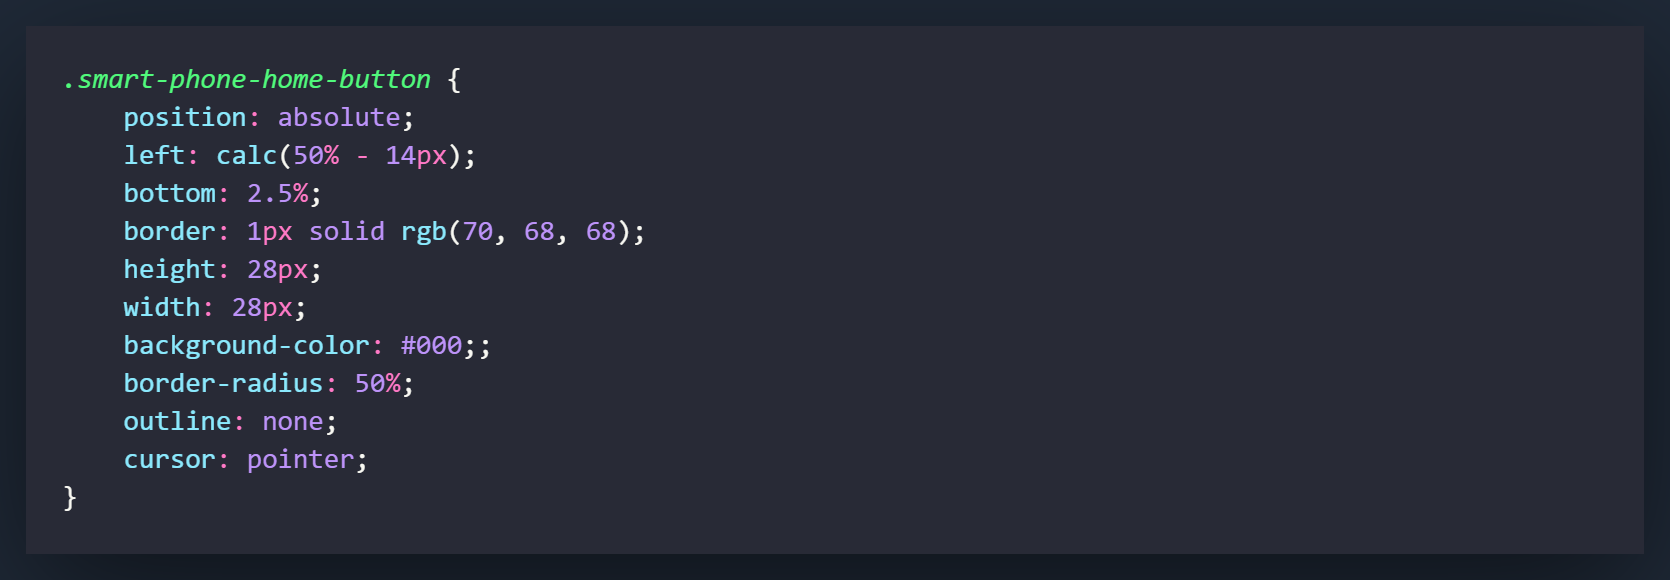 .smart-phone-home-button {
    position: absolute;
    left: calc(50% - 14px);
    bottom: 2.5%;
    border: 1px solid rgb(70, 68, 68);
    height: 28px;
    width: 28px;
    background-color: #000;;
    border-radius: 50%;
    outline: none;
    cursor: pointer;
}